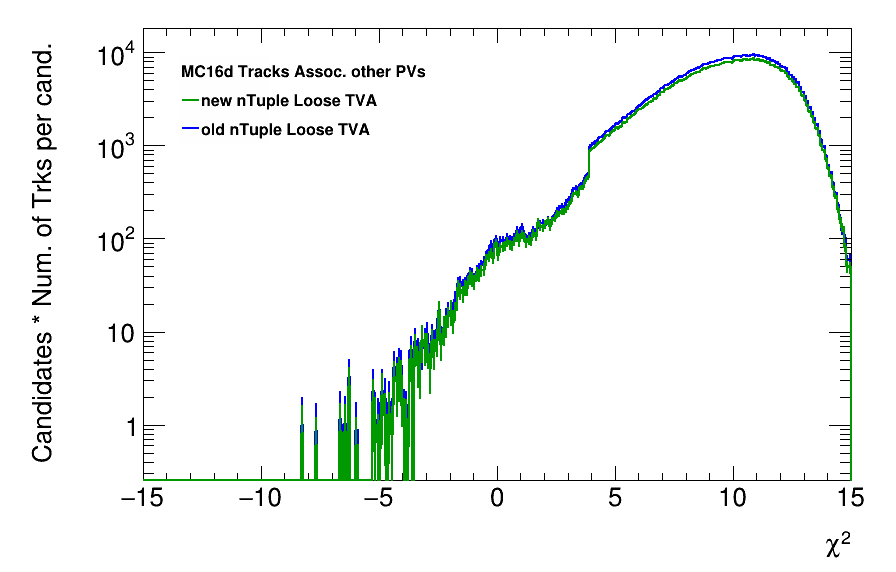 Candidates * Num. of Trks per cand.
10⁴
10³
10²
10
1
MC16d Tracks Assoc. other PVs
new nTuple Loose TVA
old nTuple Loose TVA
−15 −10 −5 0 5 10 15
χ²